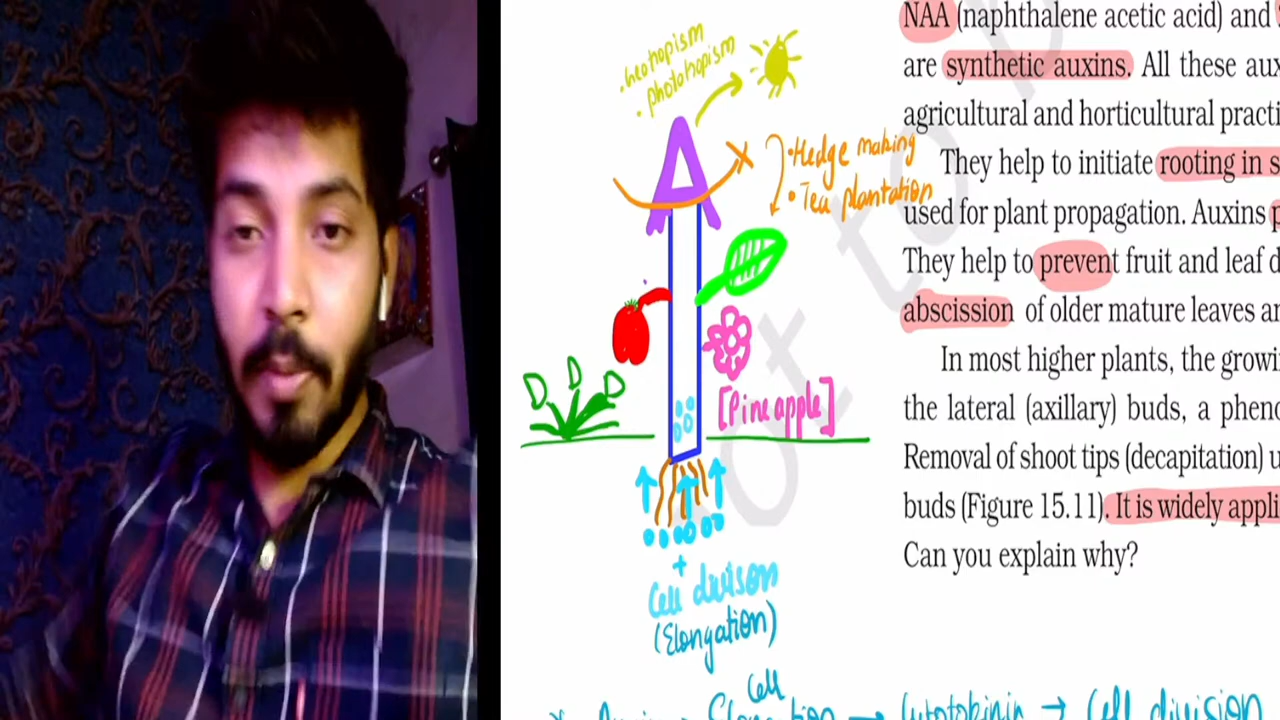 .heotropism
. phototropism
•Hedge making
• Tea plantation
D D D
[Pineapple]
+
Cell divison
(Elongation)
NAA (naphthalene acetic acid) and
are synthetic auxins. All these aux
agricultural and horticultural practi
They help to initiate rooting in s
used for plant propagation. Auxins p
They help to prevent fruit and leaf d
abscission of older mature leaves an
In most higher plants, the growi
the lateral (axillary) buds, a pheno
Removal of shoot tips (decapitation) u
buds (Figure 15.11). It is widely appli
Can you explain why?
Cell
Cytokinin → Cell division